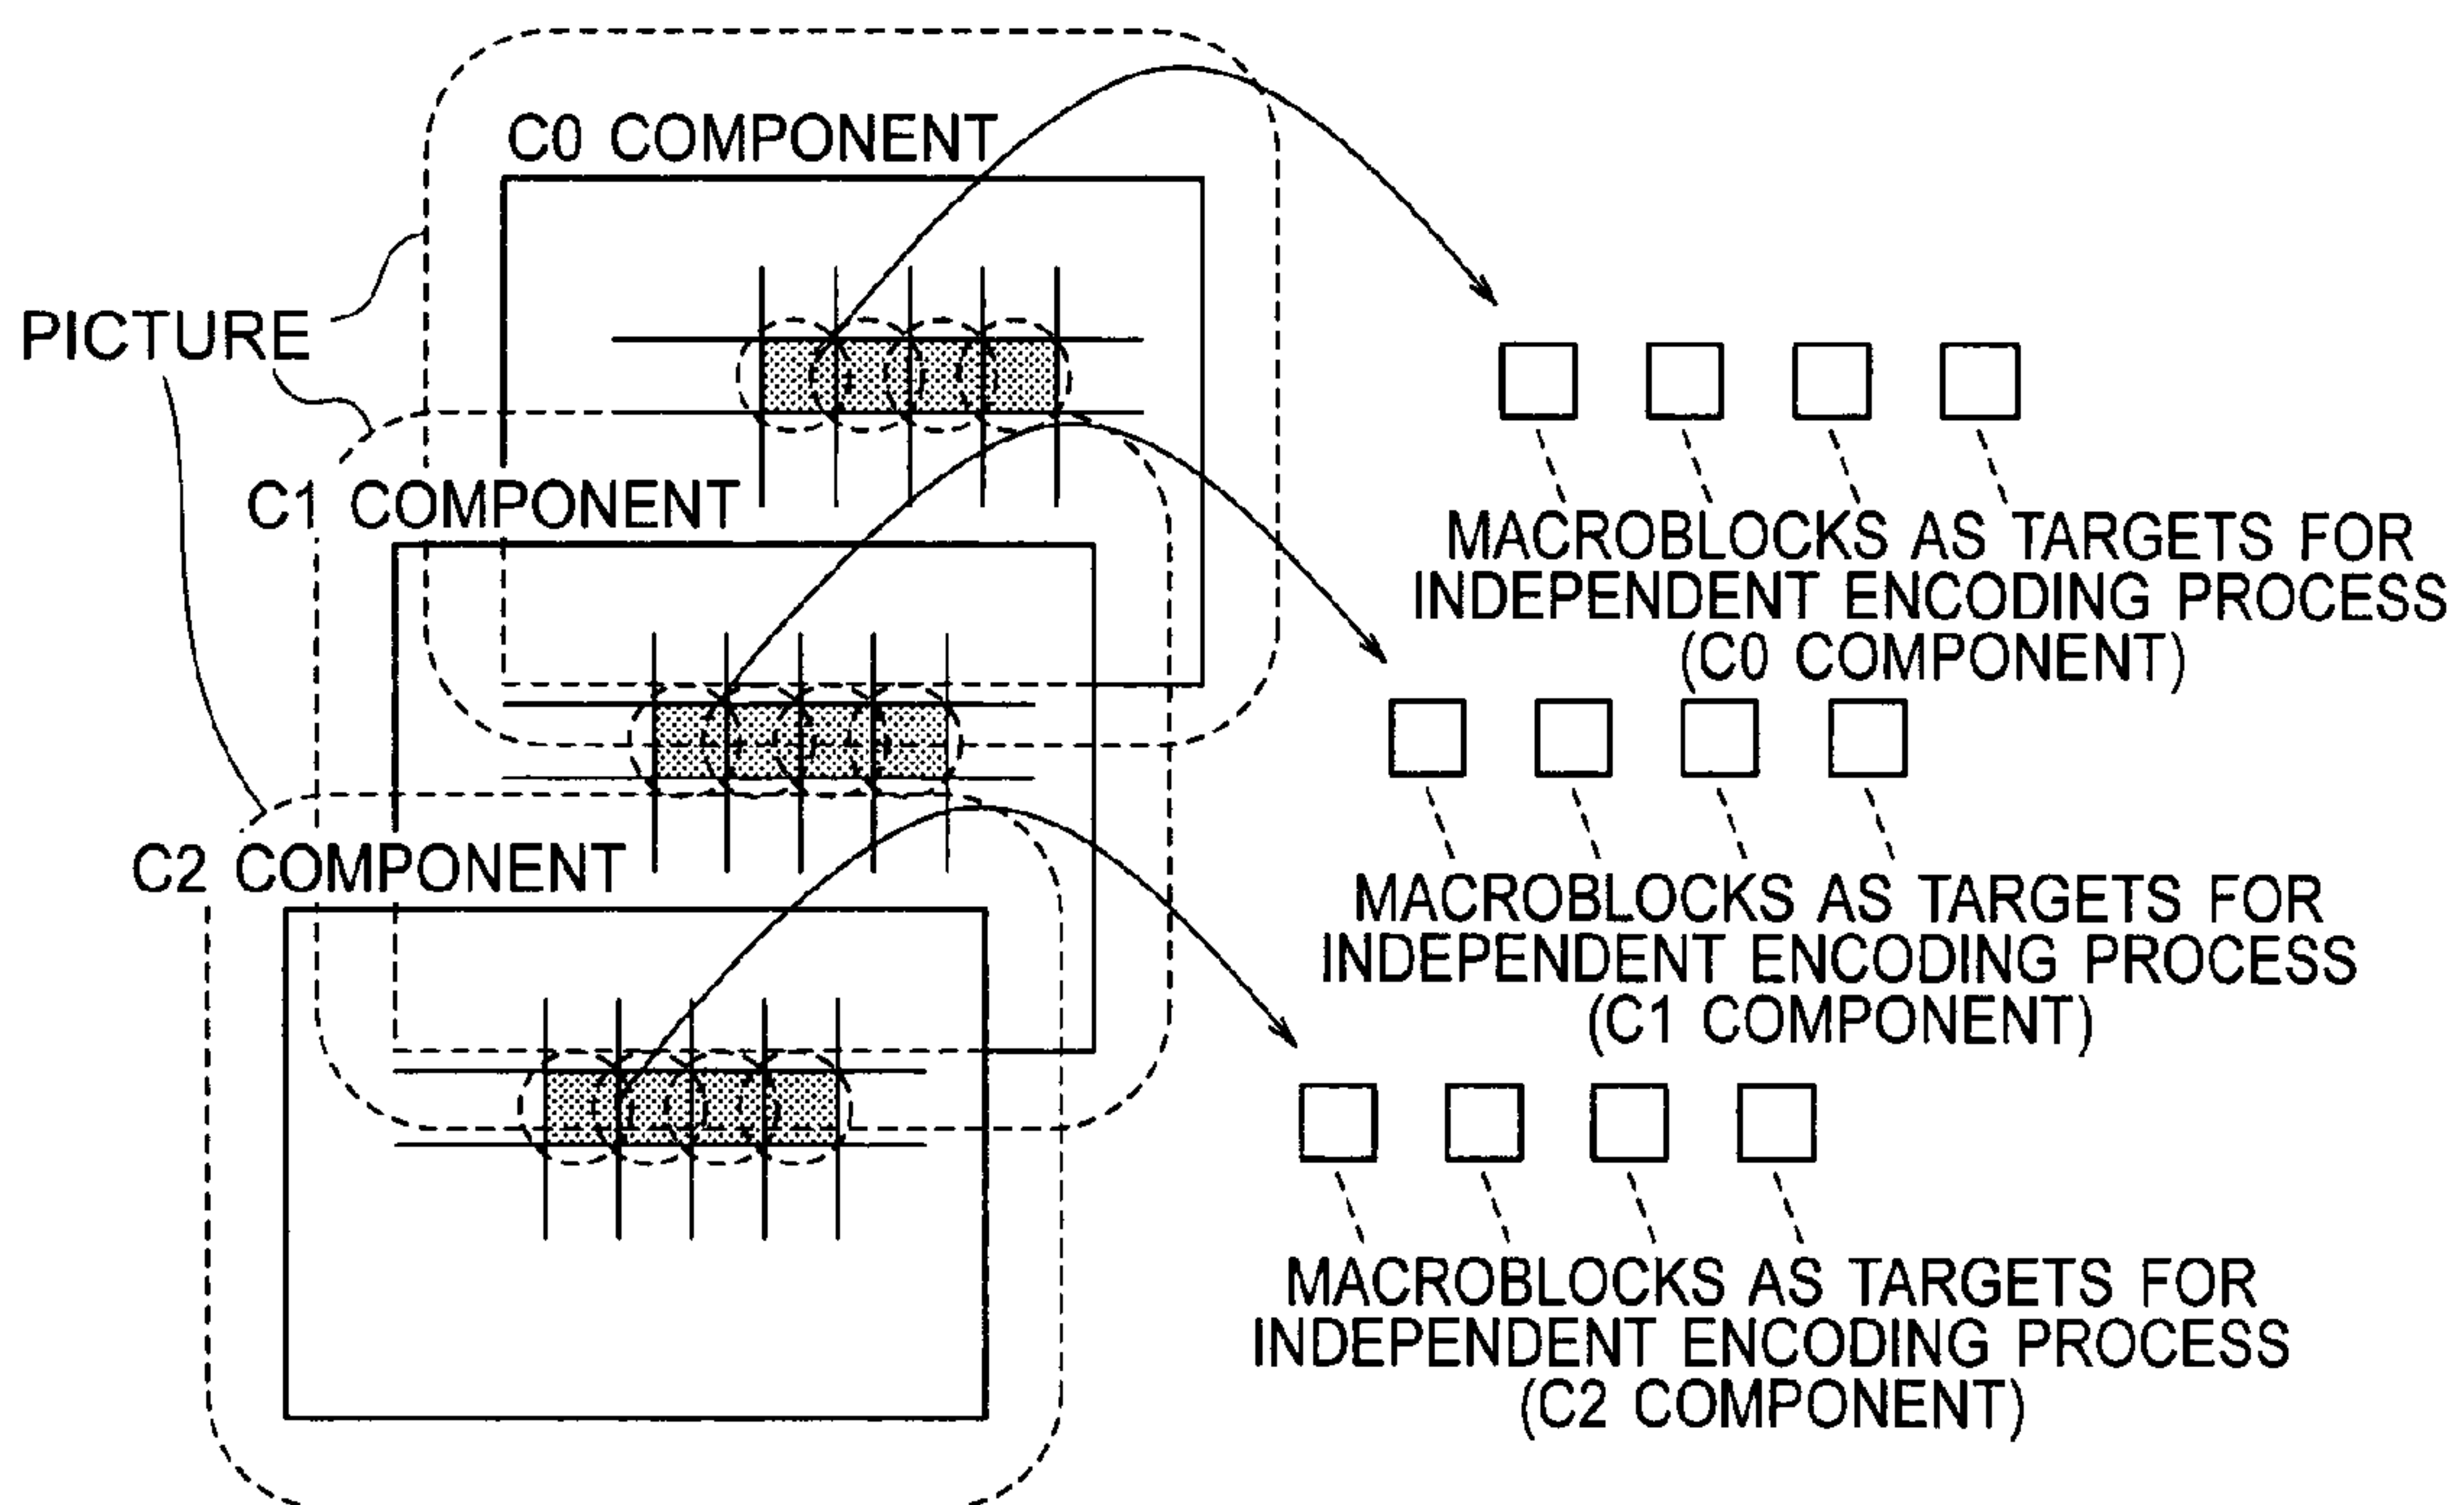 C0 COMPONENT
PICTURE
C1 COMPONENT
MACROBLOCKS AS TARGETS FOR
INDEPENDENT ENCODING PROCESS
(C0 COMPONENT)
C2 COMPONENT
MACROBLOCKS AS TARGETS FOR
INDEPENDENT ENCODING PROCESS
(C1 COMPONENT)
MACROBLOCKS AS TARGETS FOR
INDEPENDENT ENCODING PROCESS
(C2 COMPONENT)